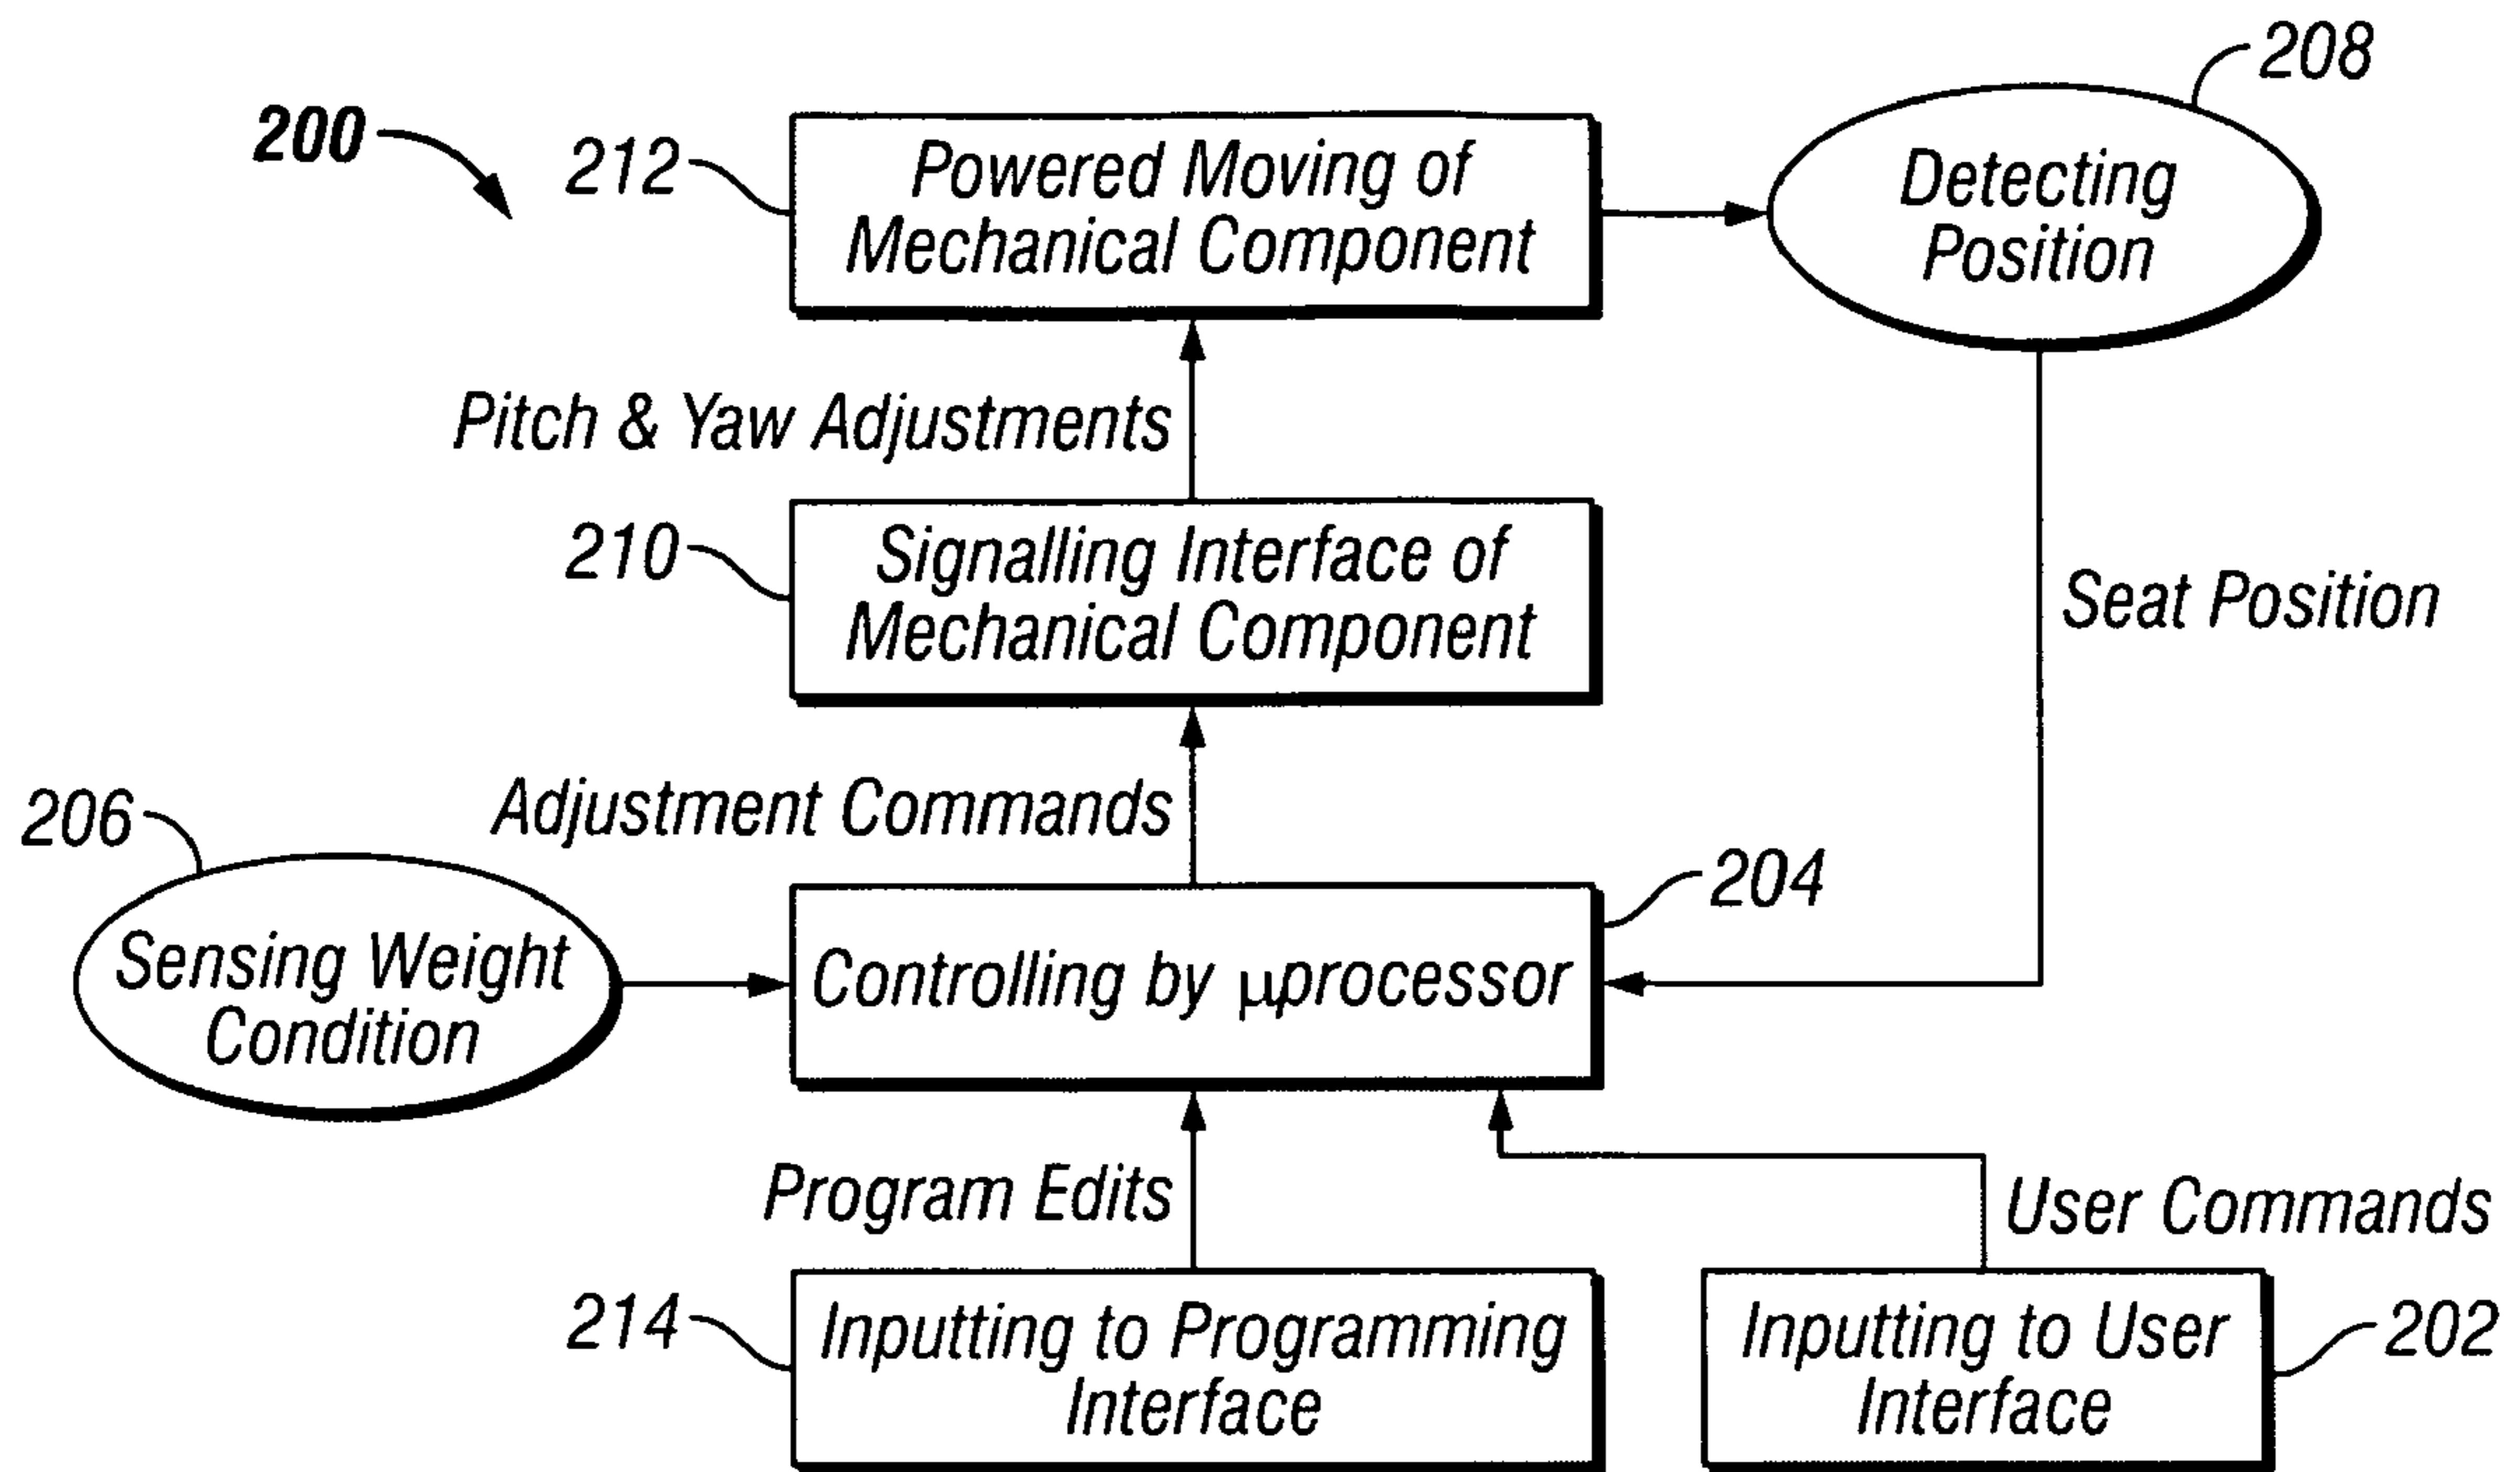 208
200
212
Powered Moving of
Mechanical Component
Detecting
Position
Pitch & Yaw Adjustments
210
Signalling Interface of
Mechanical Component
Seat Position
Adjustment Commands
206
204
Sensing Weight
Condition
Controlling by µprocessor
Program Edits
User Commands
214
Inputting to Programming
Interface
Inputting to User
Interface
202